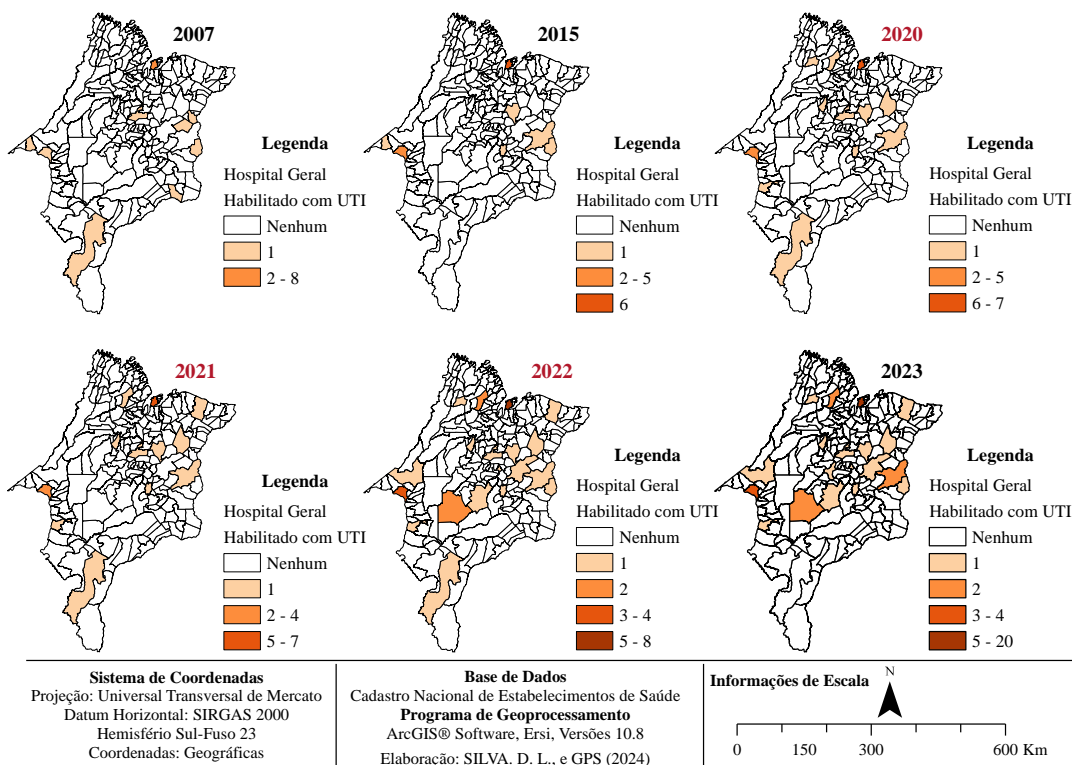 2007
Legenda
Hospital Geral
Habilitado com UTI
Nenhum
1
2 - 8
2015
Legenda
Hospital Geral
Habilitado com UTI
Nenhum
1
2 - 5
6
2020
Legenda
Hospital Geral
Habilitado com UTI
Nenhum
1
2 - 5
6 - 7
2021
Legenda
Hospital Geral
Habilitado com UTI
Nenhum
1
2 - 4
5 - 7
2022
Legenda
Hospital Geral
Habilitado com UTI
Nenhum
1
2
3 - 4
5 - 8
2023
Legenda
Hospital Geral
Habilitado com UTI
Nenhum
1
2
3 - 4
5 - 20
Sistema de Coordenadas
Projeção: Universal Transversal de Mercato
Datum Horizontal: SIRGAS 2000
Hemisfério Sul-Fuso 23
Coordenadas: Geográficas
Base de Dados
Cadastro Nacional de Estabelecimentos de Saúde
Programa de Geoprocessamento
ArcGIS® Software, Ersi, Versões 10.8
Elaboração: SILVA. D. L., e GPS (2024)
Informações de Escala
N
0 150 300 600 Km